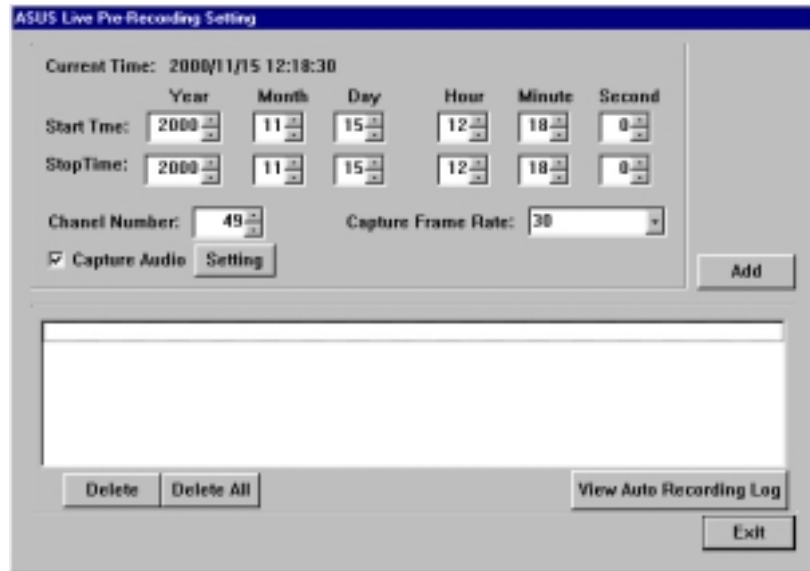 ASUS Live Pre-Recording Setting
Current Time: 2000/11/15 12:18:30
Year Month Day Hour Minute Second
Start Tme: 2000 11 15 12 18 0
StopTime: 2000 11 15 12 18 0
Chanel Number: 49 Capture Frame Rate: 30
Capture Audio Setting
Add
Delete Delete All View Auto Recording Log
Exit